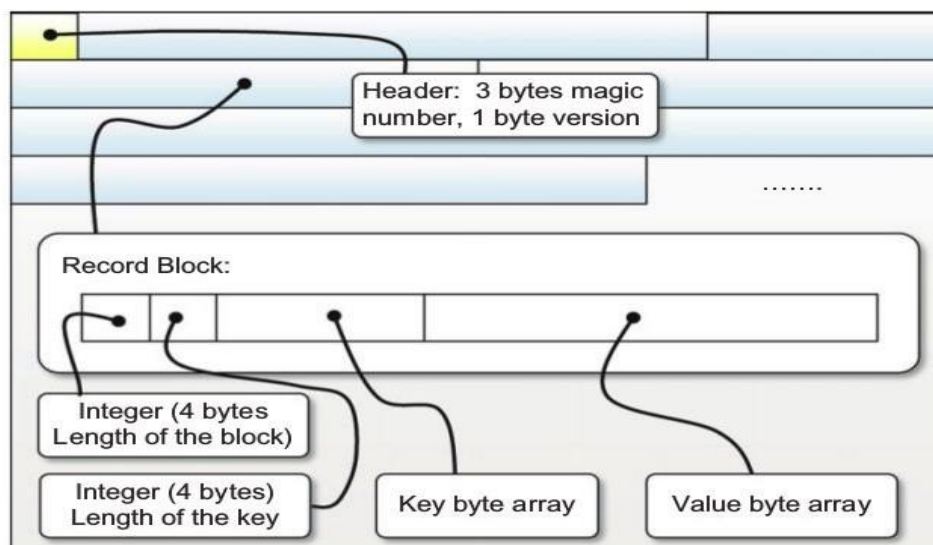 Header: 3 bytes magic
number, 1 byte version
.......
Record Block:
Integer (4 bytes
Length of the block)
Integer (4 bytes)
Length of the key
Key byte array
Value byte array